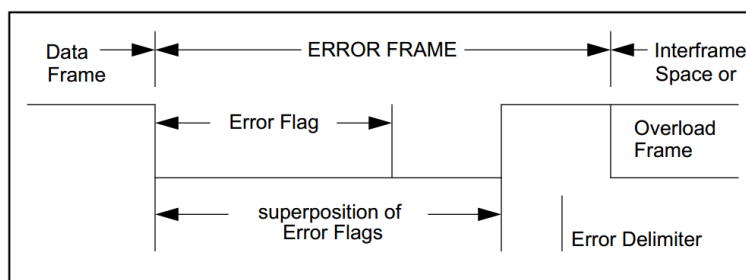 Data
Frame
ERROR FRAME
Interframe
Space or
Error Flag
Overload
Frame
superposition of
Error Flags
Error Delimiter